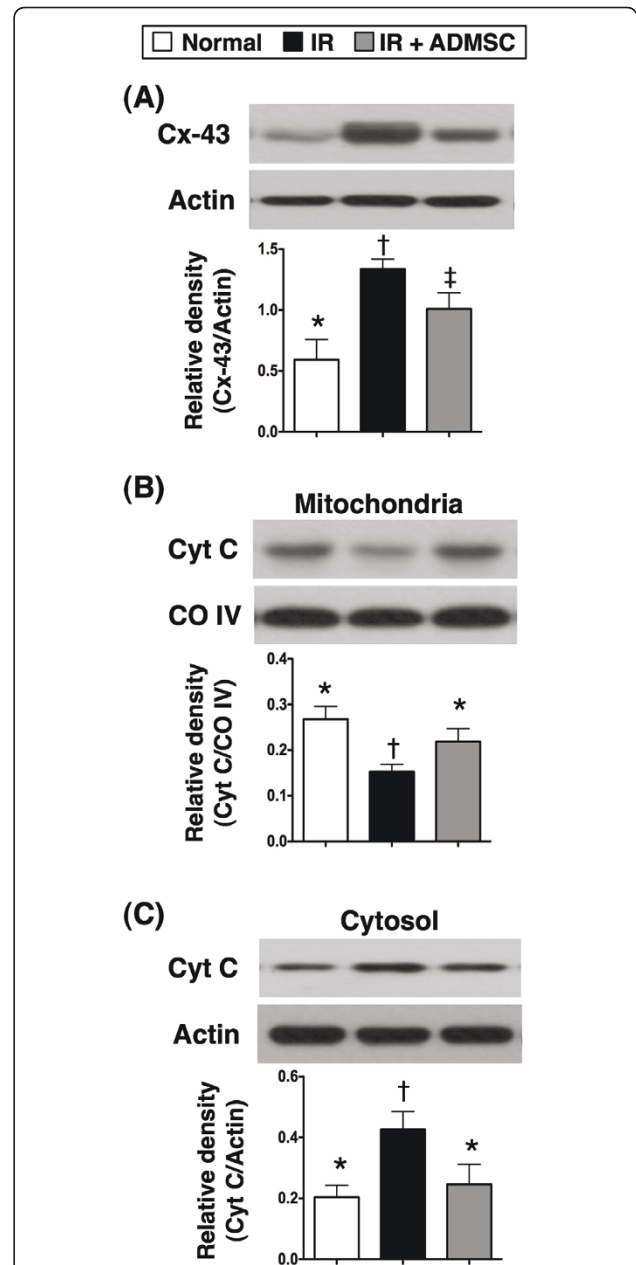 Normal IR IR + ADMSC
(A)
Cx-43
Actin
Relative density
(Cx-43/Actin)
1.5
1.0
0.5
0.0
*
†
‡
(B)
Mitochondria
Cyt C
CO IV
Relative density
(Cyt C/CO IV)
0.4
0.3
0.2
0.1
0.0
*
†
*
(C)
Cytosol
Cyt C
Actin
Relative density
(Cyt C/Actin)
0.6
0.4
0.2
0.0
*
†
*